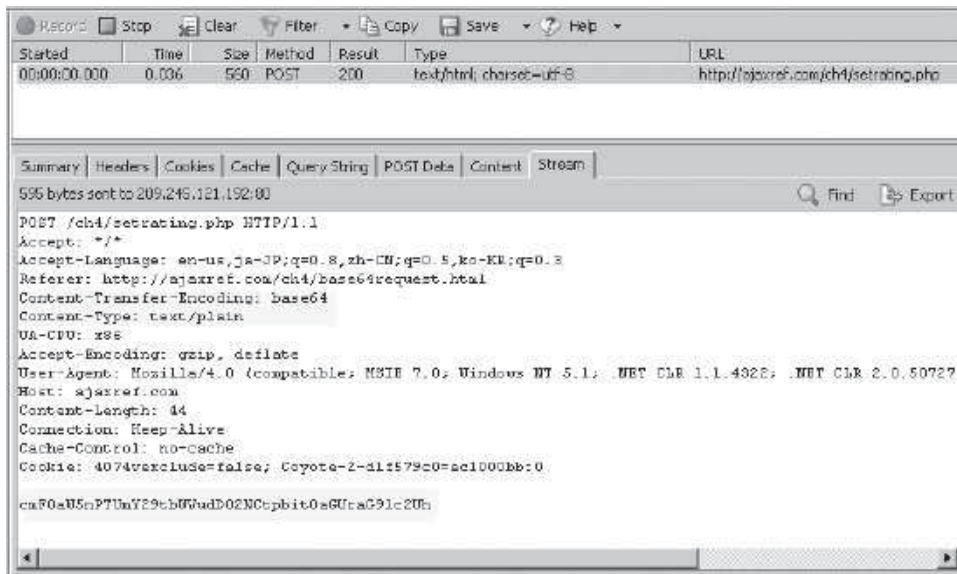 Record Stop Clear Filter Copy Save Help
Started Time Size Method Result Type URL
00:00:00.000 0.036 560 POST 200 text/html; charset=utf-8 http://ajaxref.com/ch4/setrating.php
Summary Headers Cookies Cache Query String POST Data Content Stream
595 bytes sent to 209.246.121.192:80 Find Export
POST /ch4/setrating.php HTTP/1.1
Accept: */*
Accept-Language: en-us,ja-JP;q=0.8,zh-CN;q=0.5,ko-KR;q=0.3
Referer: http://ajaxref.com/ch4/base64request.html
Content-Transfer-Encoding: base64
Content-Type: text/plain
UA-CPU: x86
Accept-Encoding: gzip, deflate
User-Agent: Mozilla/4.0 (compatible; MSIE 7.0; Windows NT 5.1; .NET CLR 1.1.4322; .NET CLR 2.0.50727
Host: ajaxref.com
Content-Length: 44
Connection: Keep-Alive
Cache-Control: no-cache
Cookie: